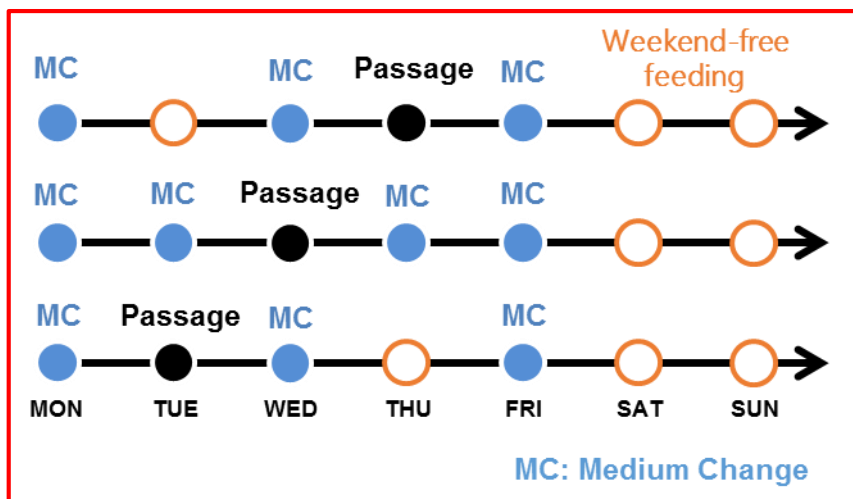 Weekend-free
feeding
MC MC Passage MC
MC MC Passage MC MC
MC Passage MC MC
MON TUE WED THU FRI SAT SUN
MC: Medium Change